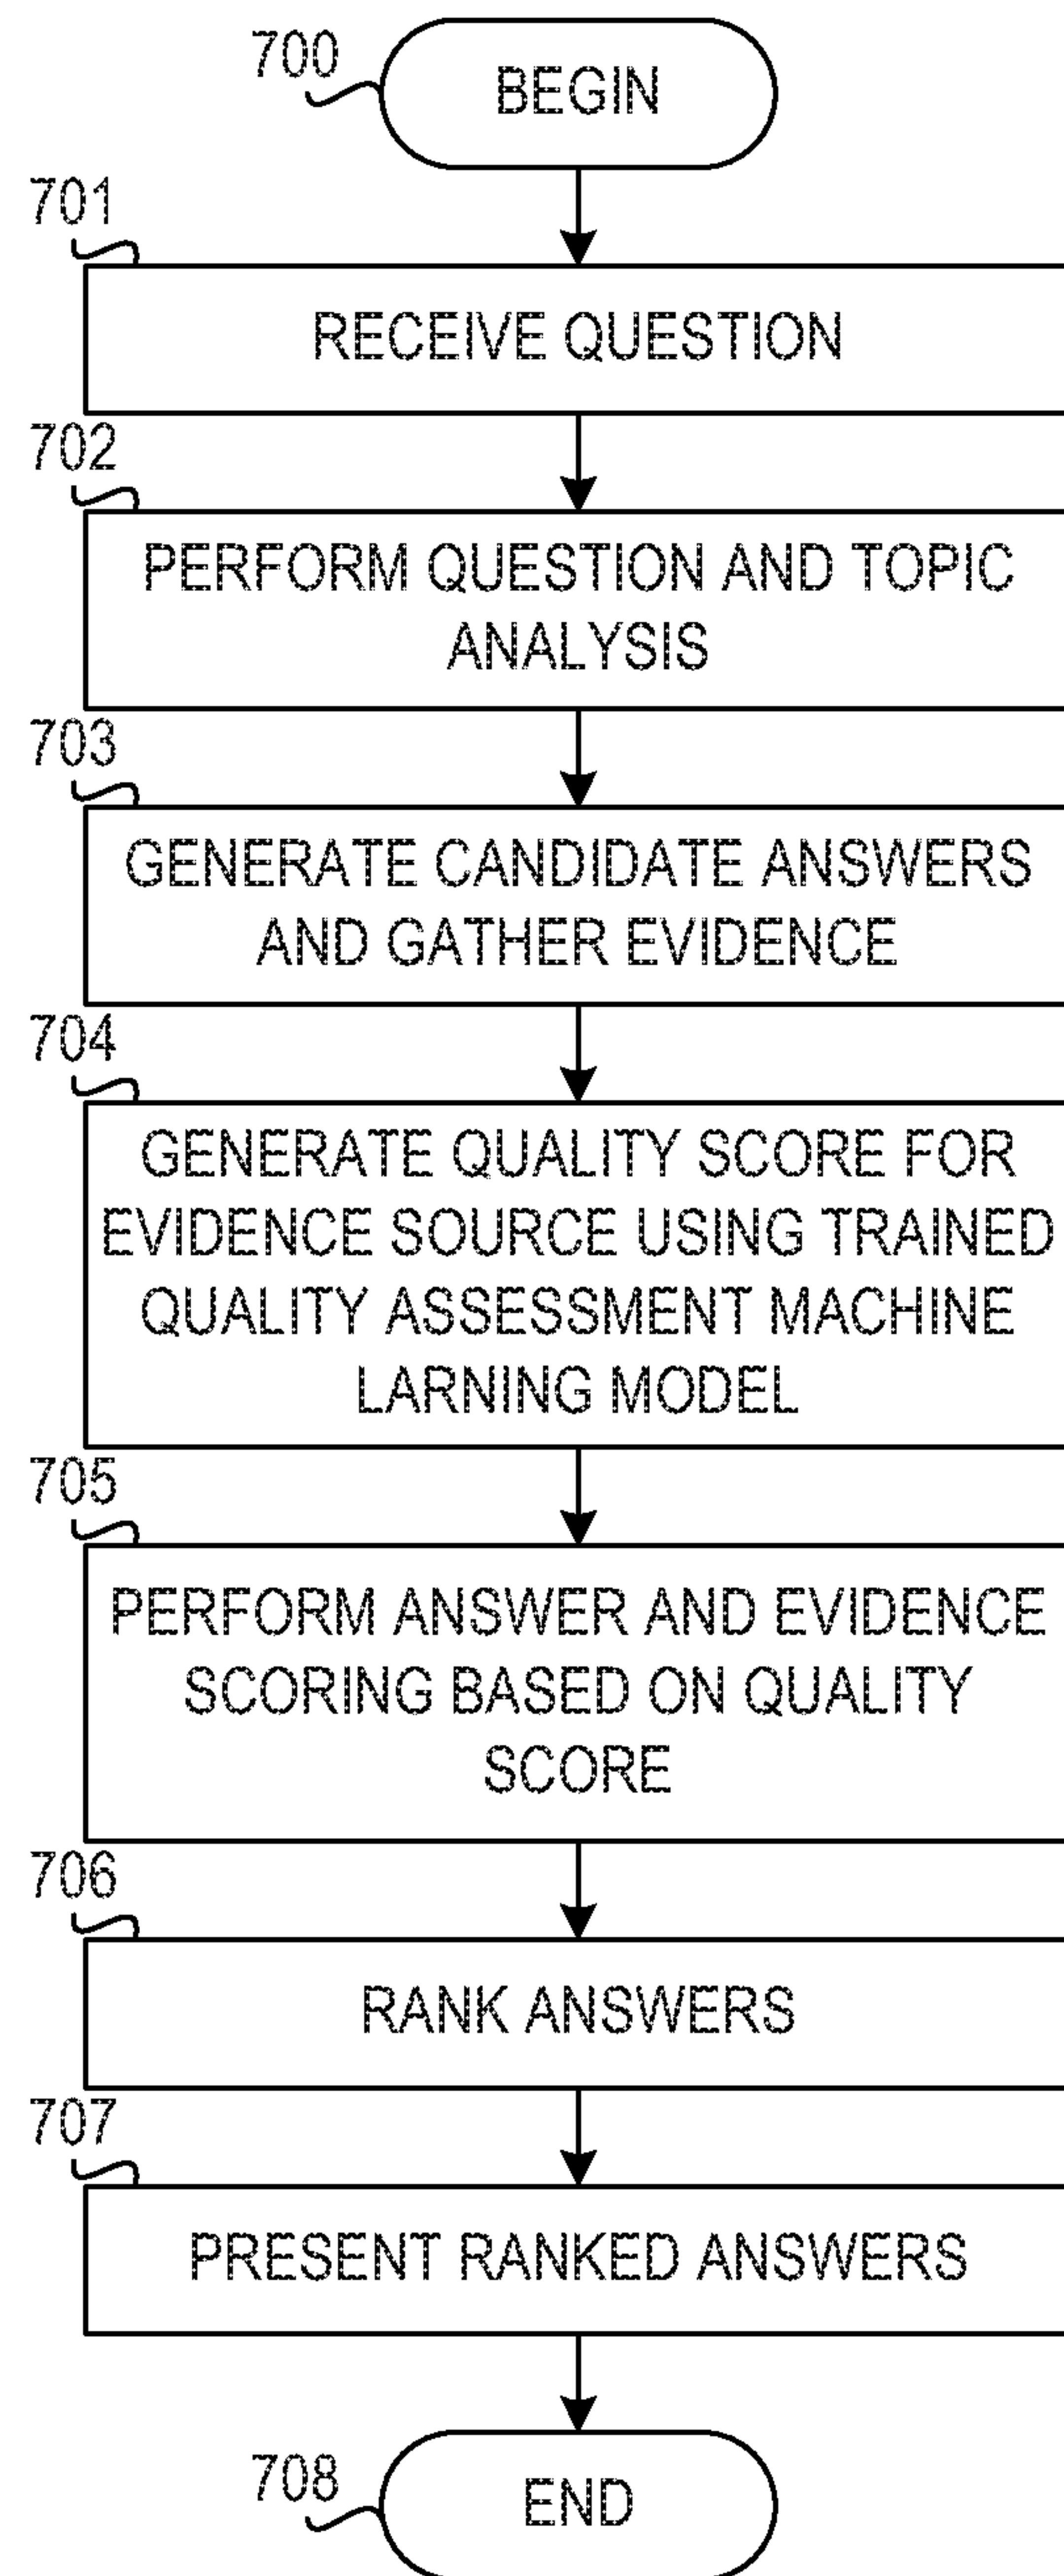 700
BEGIN
701
RECEIVE QUESTION
702
PERFORM QUESTION AND TOPIC
ANALYSIS
703
GENERATE CANDIDATE ANSWERS
AND GATHER EVIDENCE
704
GENERATE QUALITY SCORE FOR
EVIDENCE SOURCE USING TRAINED
QUALITY ASSESSMENT MACHINE
LARNING MODEL
705
PERFORM ANSWER AND EVIDENCE
SCORING BASED ON QUALITY
SCORE
706
RANK ANSWERS
707
PRESENT RANKED ANSWERS
708
END